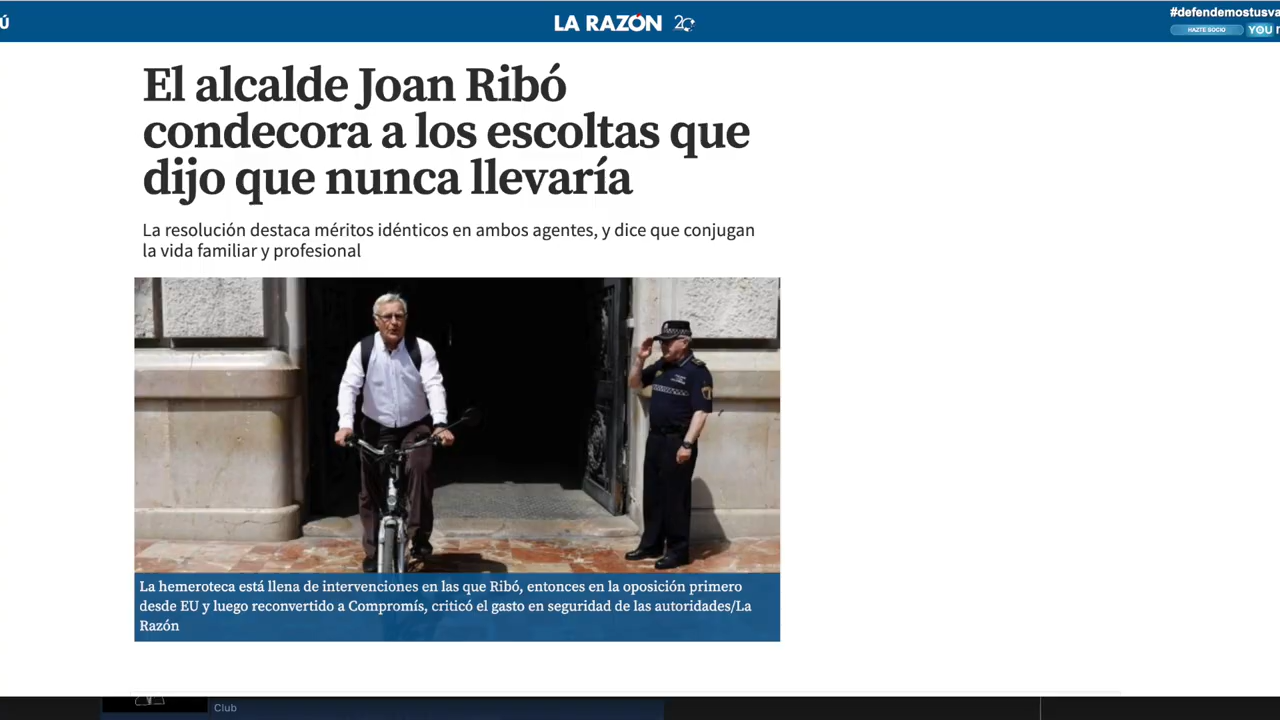 Ú
LA RAZÓN 20
#defendemostusva
HAZTE SOCIO
YOU
El alcalde Joan Ribó
condecora a los escoltas que
dijo que nunca llevaría
La resolución destaca méritos idénticos en ambos agentes, y dice que conjugan
la vida familiar y profesional
La hemeroteca está llena de intervenciones en las que Ribó, entonces en la oposición primero
desde EU y luego reconvertido a Compromís, criticó el gasto en seguridad de las autoridades/La
Razón
Club